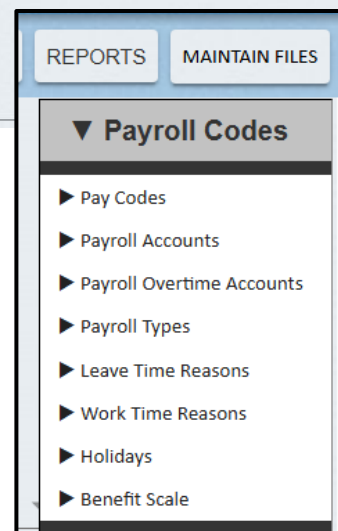 REPORTS MAINTAIN FILES
▼ Payroll Codes
▶ Pay Codes
▶ Payroll Accounts
▶ Payroll Overtime Accounts
▶ Payroll Types
▶ Leave Time Reasons
▶ Work Time Reasons
▶ Holidays
▶ Benefit Scale